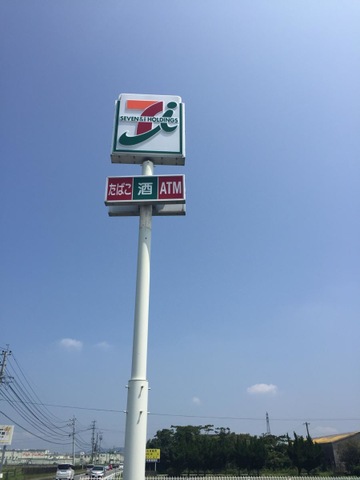 SEVEN & i HOLDINGS
たばこ 酒 ATM